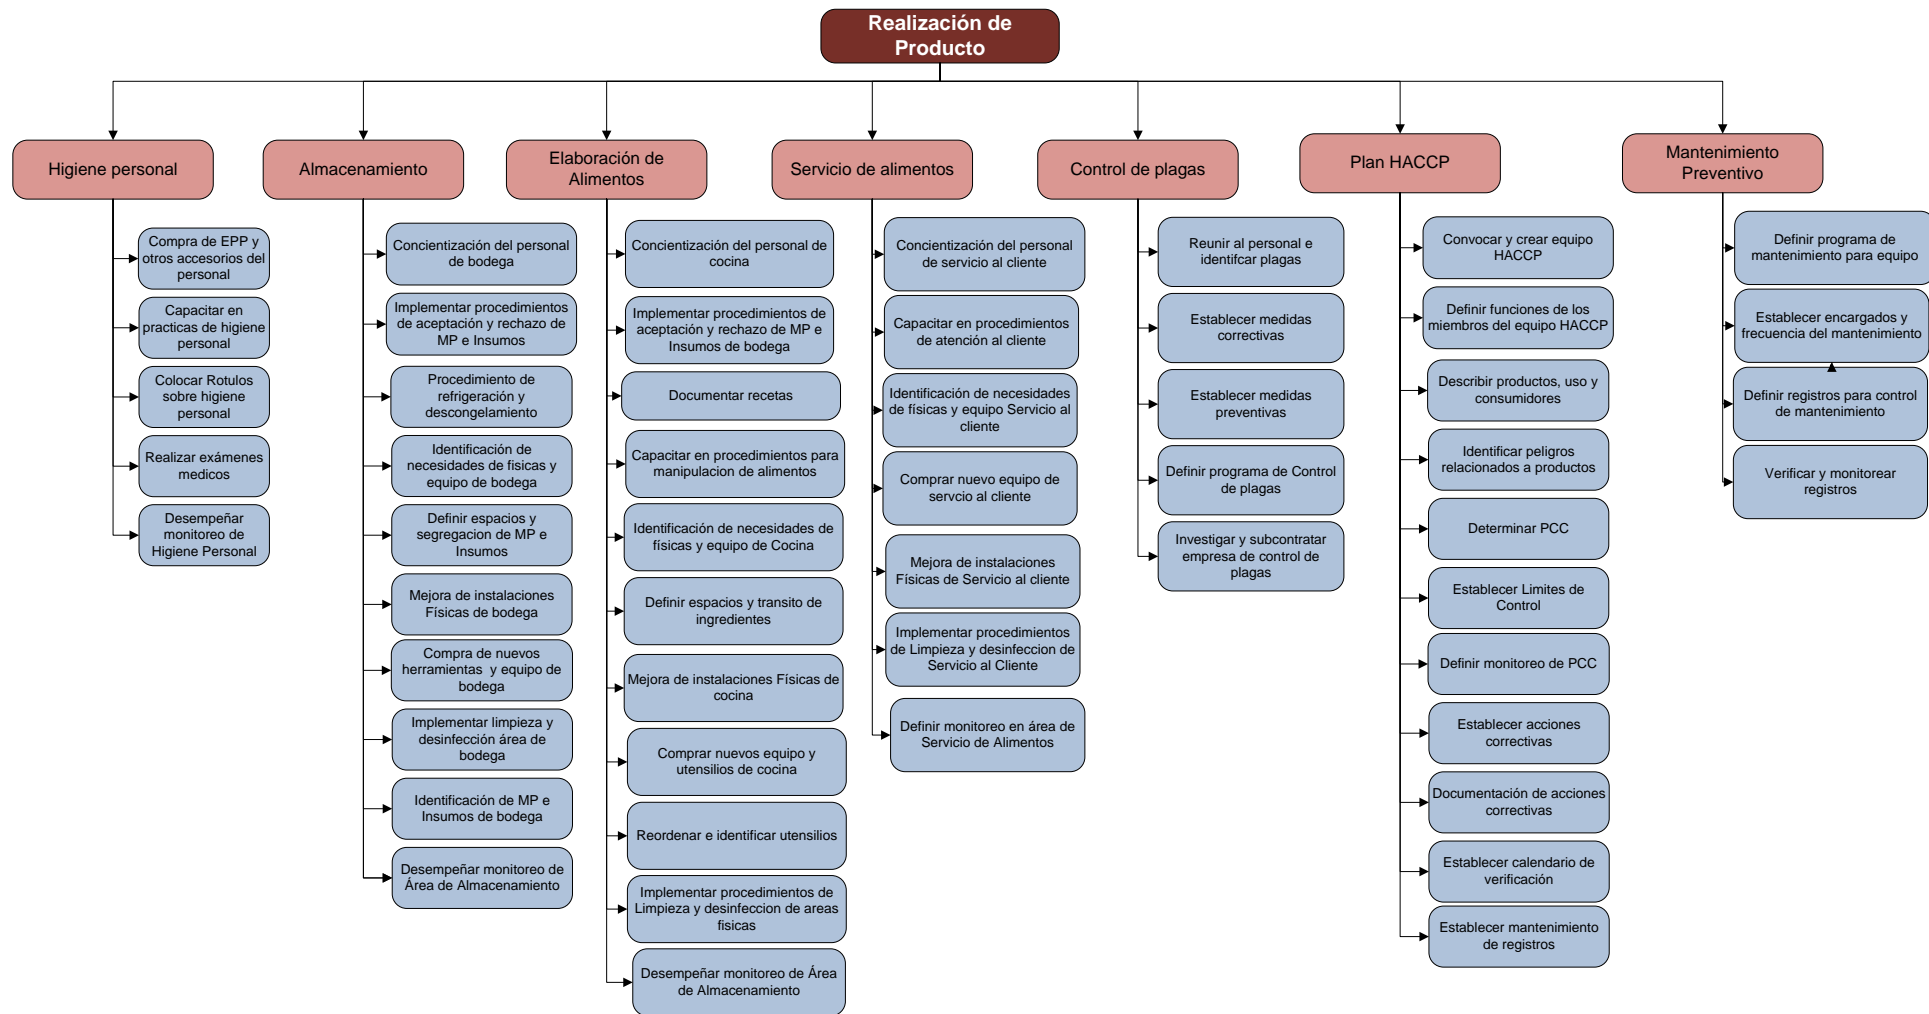 Realización de
Producto
Higiene personal
Almacenamiento
Elaboración de
Alimentos
Servicio de alimentos
Control de plagas
Plan HACCP
Mantenimiento
Preventivo
Compra de EPP y
otros accesorios del
personal
Capacitar en
practicas de higiene
personal
Colocar Rotulos
sobre higiene
personal
Realizar exámenes
medicos
Desempeñar
monitoreo de
Higiene Personal
Concientización del personal
de bodega
Implementar procedimientos
de aceptación y rechazo de
MP e Insumos
Procedimiento de
refrigeración y
descongelamiento
Identificación de
necesidades de fisicas y
equipo de bodega
Definir espacios y
segregacion de MP e
Insumos
Mejora de instalaciones
Físicas de bodega
Compra de nuevos
herramientas  y equipo de
bodega
Implementar limpieza y
desinfección área de
bodega
Identificación de MP e
Insumos de bodega
Desempeñar monitoreo de
Área de Almacenamiento
Concientización del personal de
cocina
Implementar procedimientos de
aceptación y rechazo de MP e
Insumos de bodega
Documentar recetas
Capacitar en procedimientos para
manipulacion de alimentos
Identificación de necesidades de
físicas y equipo de Cocina
Definir espacios y transito de
ingredientes
Mejora de instalaciones Físicas de
cocina
Comprar nuevos equipo y
utensilios de cocina
Reordenar e identificar utensilios
Implementar procedimientos de
Limpieza y desinfeccion de areas
fisicas
Desempeñar monitoreo de Área
de Almacenamiento
Concientización del personal
de servicio al cliente
Capacitar en procedimientos
de atención al cliente
Identificación de necesidades
de físicas y equipo Servicio al
cliente
Comprar nuevo equipo de
servcio al cliente
Mejora de instalaciones
Físicas de Servicio al cliente
Implementar procedimientos
de Limpieza y desinfeccion de
Servicio al Cliente
Definir monitoreo en área de
Servicio de Alimentos
Reunir al personal e
identifcar plagas
Establecer medidas
correctivas
Establecer medidas
preventivas
Definir programa de Control
de plagas
Investigar y subcontratar
empresa de control de
plagas
Convocar y crear equipo
HACCP
Definir funciones de los
miembros del equipo HACCP
Describir productos, uso y
consumidores
Identificar peligros
relacionados a productos
Determinar PCC
Establecer Limites de
Control
Definir monitoreo de PCC
Establecer acciones
correctivas
Documentación de acciones
correctivas
Establecer calendario de
verificación
Establecer mantenimiento
de registros
Definir programa de
mantenimiento para equipo
Establecer encargados y
frecuencia del mantenimiento
Definir registros para control
de mantenimiento
Verificar y monitorear
registros